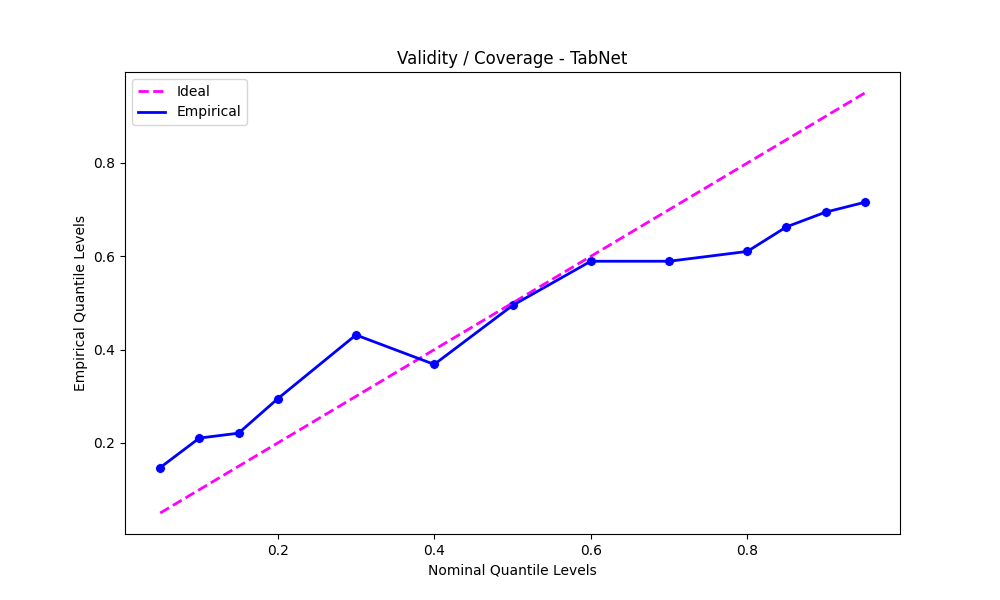 Validity / Coverage - TabNet
Ideal
Empirical
0.8
0.6
0.4
0.2
Empirical Quantile Levels
0.2 0.4 0.6 0.8
Nominal Quantile Levels